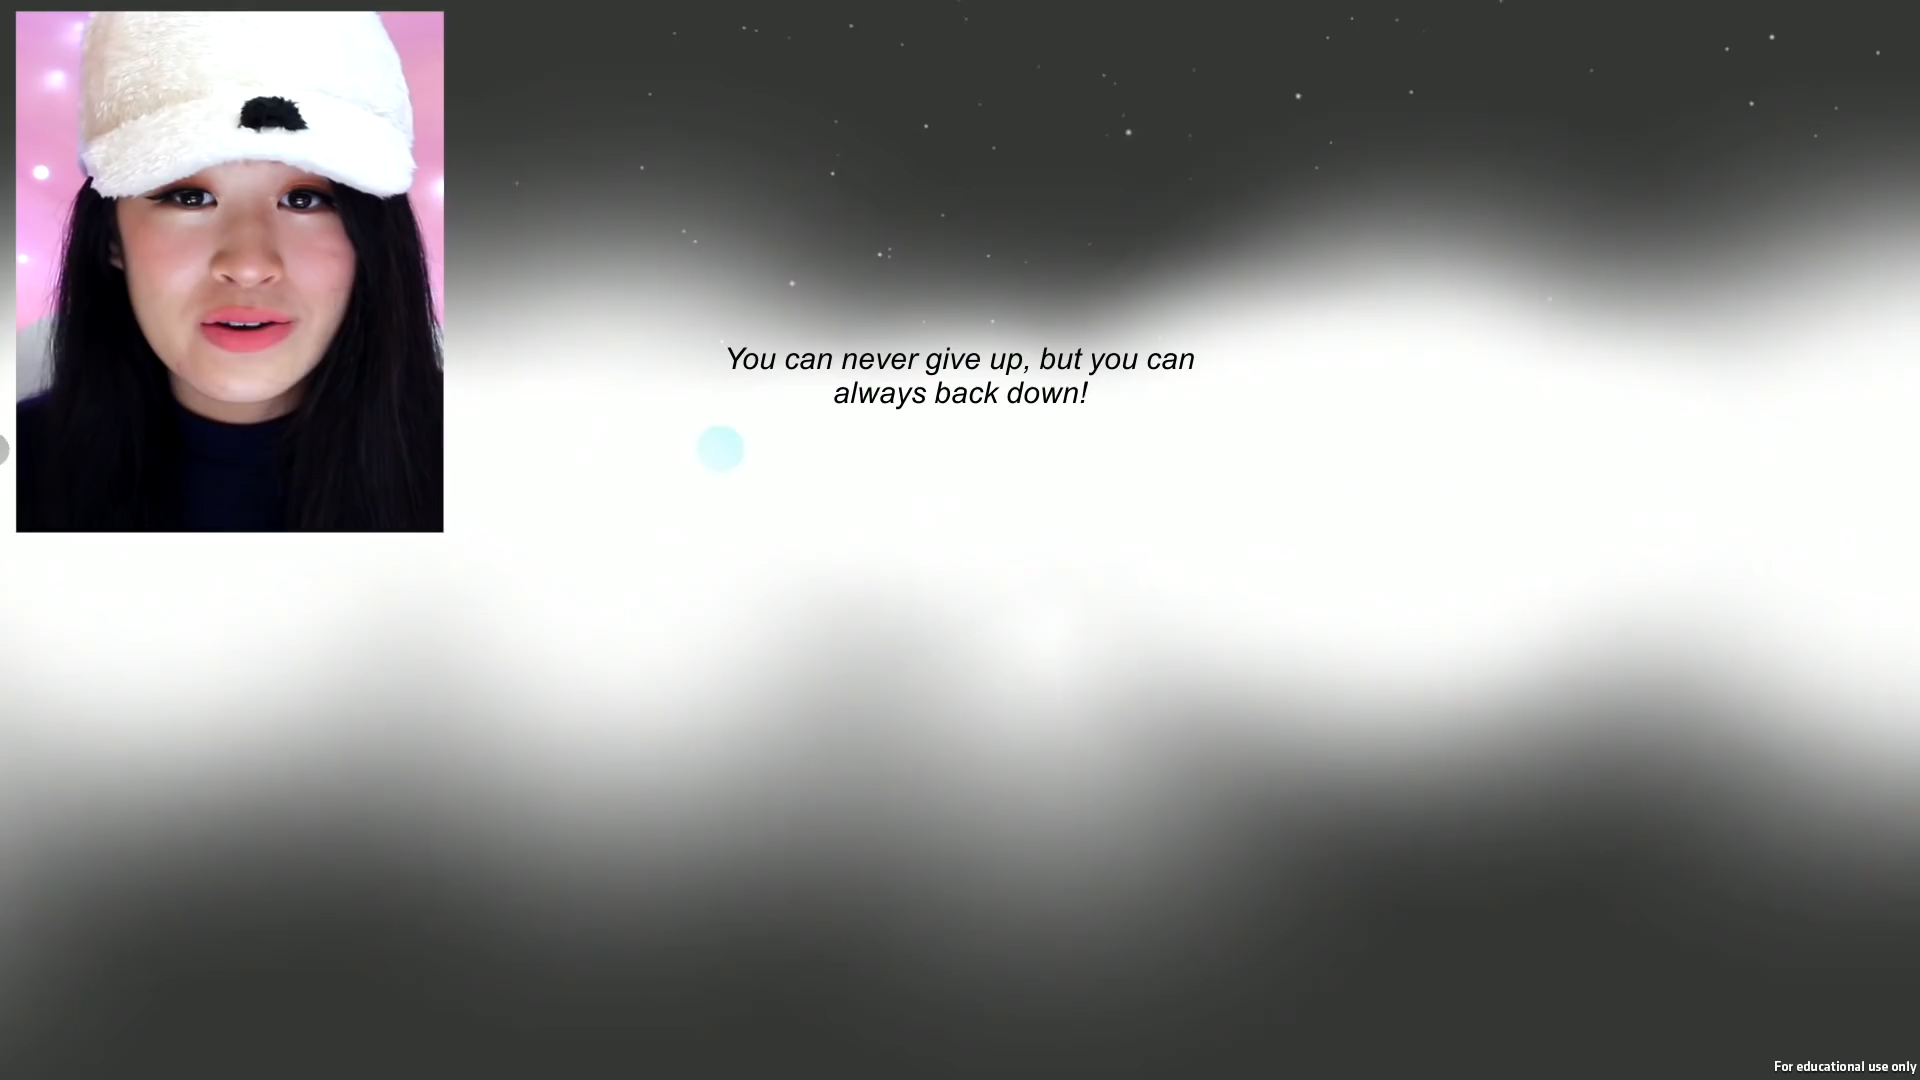 You can never give up, but you can
always back down!
For educational use only